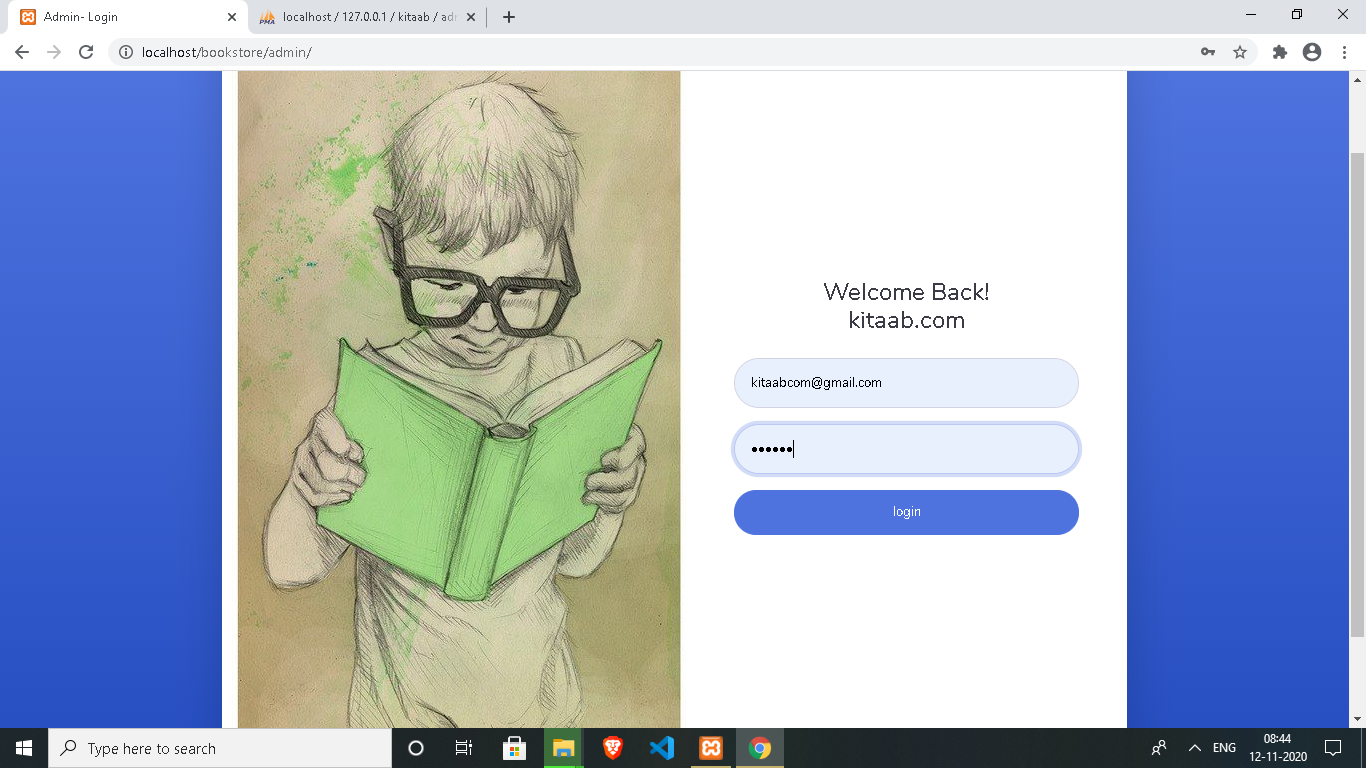 Admin- Login
localhost / 127.0.0.1 / kitaab / adm
localhost/bookstore/admin/
Welcome Back!
kitaab.com
kitaabcom@gmail.com
••••••
login
Type here to search
ENG
08:44
12-11-2020